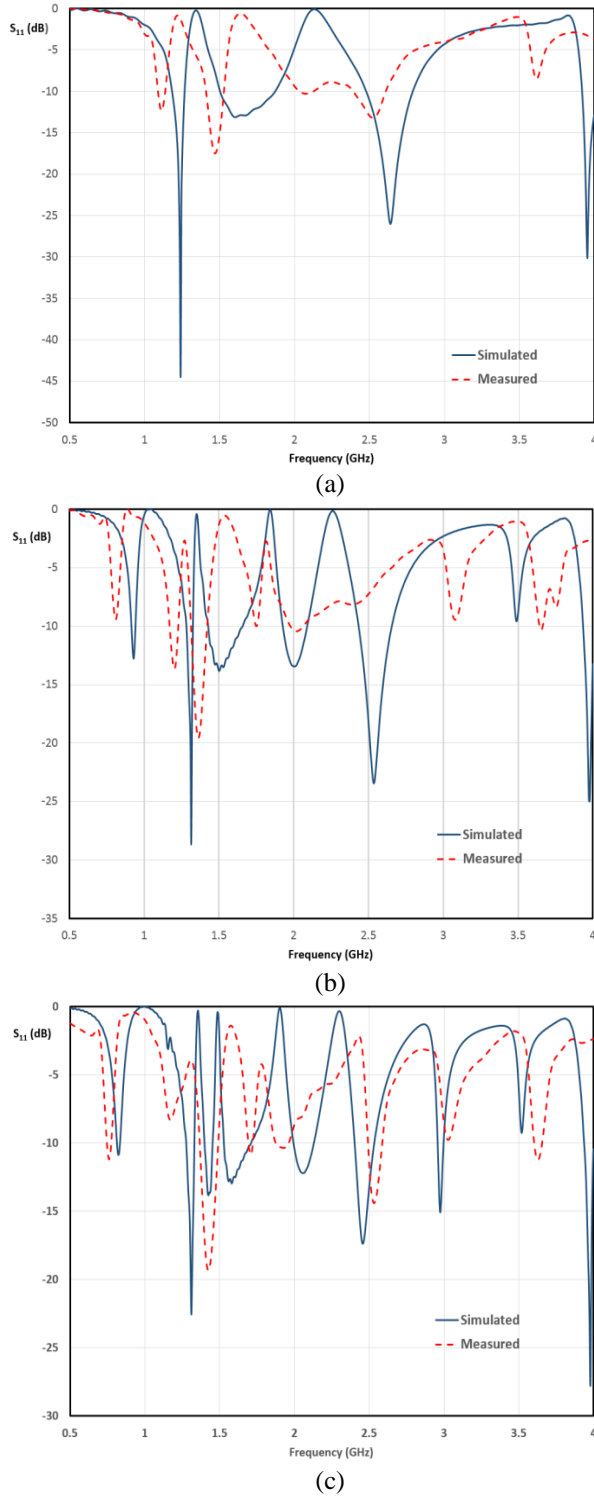 0
S11 (dB)
-5
-10
-15
-20
-25
-30
-35
-40
-45
-50
Simulated
Measured
0.5 1 1.5 2 2.5 3 3.5 4
Frequency (GHz)
(a)
0
S11 (dB)
-5
-10
-15
-20
-25
-30
-35
Simulated
Measured
0.5 1 1.5 2 2.5 3 3.5 4
Frequency (GHz)
(b)
0
S11 (dB)
-5
-10
-15
-20
-25
-30
Simulated
Measured
0.5 1 1.5 2 2.5 3 3.5 4
Frequency (GHz)
(c)